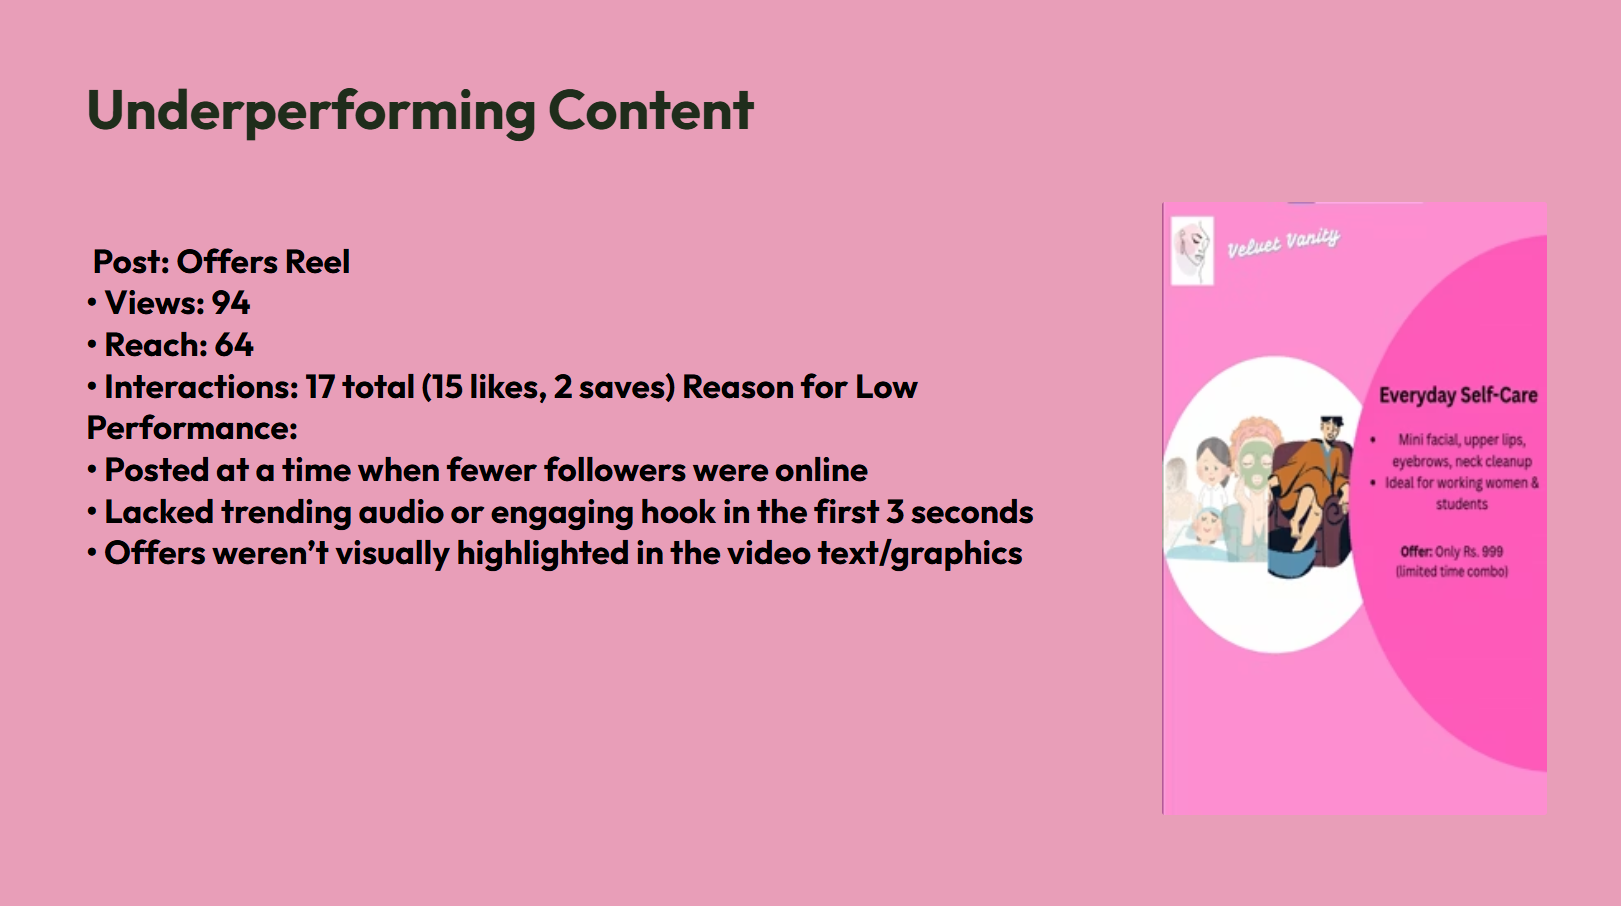 Underperforming Content
Post: Offers Reel
• Views: 94
• Reach: 64
• Interactions: 17 total (15 likes, 2 saves) Reason for Low
Performance:
• Posted at a time when fewer followers were online
• Lacked trending audio or engaging hook in the first 3 seconds
• Offers weren’t visually highlighted in the video text/graphics
Velvet Vanity
Everyday Self-Care
• Mini facial, upper lips,
eyebrows, neck cleanup
• Ideal for working women &
students
Offer: Only Rs. 999
(limited time combo)